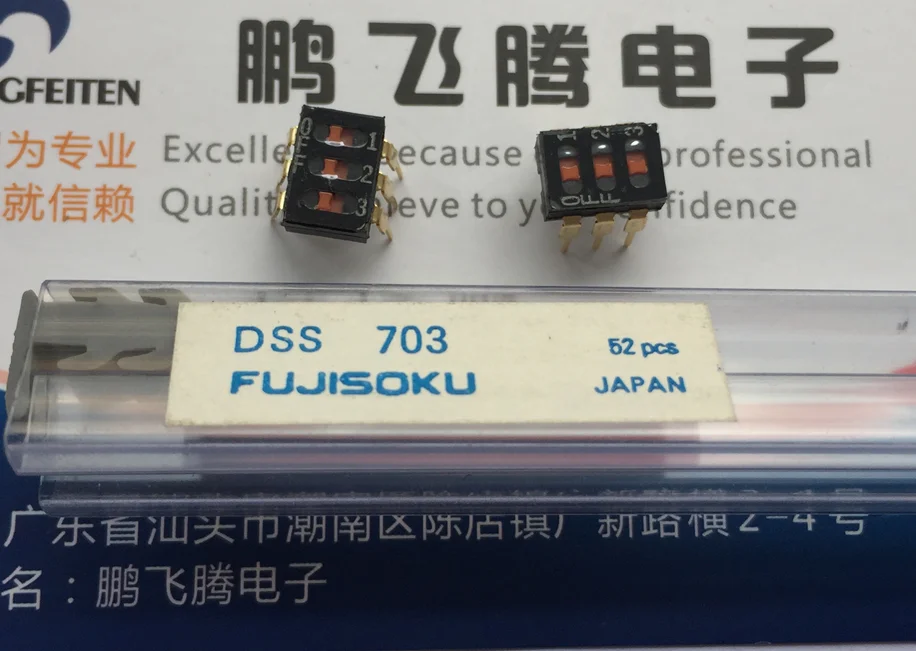 鹏飞腾电子
GFEITEN
为专业
Excelle ecause professional
就信赖
Qualit eve to y fidence
OFF 1 2 3
1 2 3 OFF
DSS 703 52 pcs
FUJISOKU JAPAN
广东省汕头市潮南区陈店镇广新路横2-4号
名：鹏飞腾电子